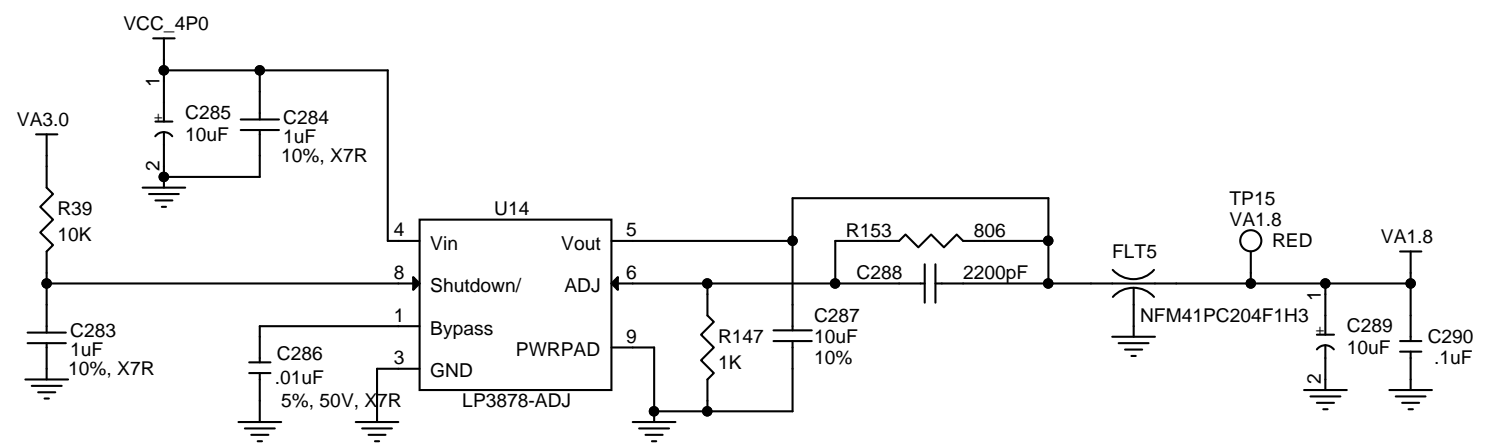 VCC_4P0
1
C285
10uF
2
C284
1uF
10%, X7R
VA3.0
R39
10K
C283
1uF
10%, X7R
U14
4
Vin
8
Shutdown/
1
Bypass
3
GND
Vout
5
ADJ
6
PWRPAD
9
LP3878-ADJ
C286
.01uF
5%, 50V, X7R
R153
806
C288
2200pF
R147
1K
C287
10uF
10%
FLT5
NFM41PC204F1H3
TP15
VA1.8
RED
VA1.8
1
+
C289
10uF
2
C290
.1uF